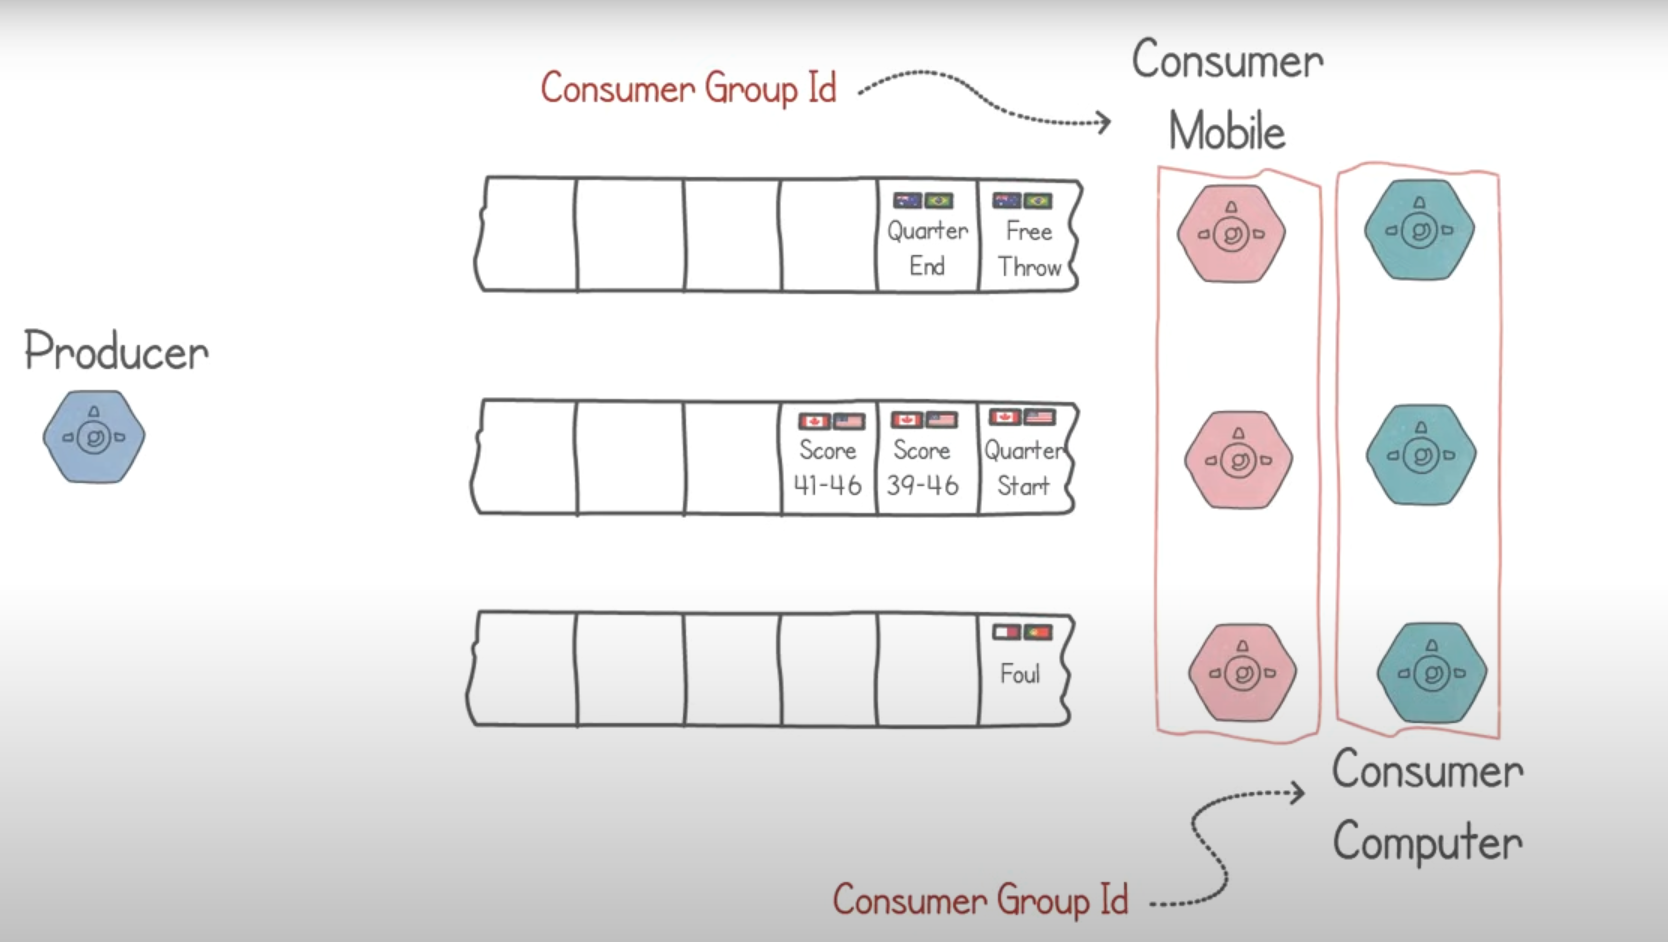 Consumer Group Id
Consumer
Mobile
Quarter
End
Free
Throw
Producer
Score
41-46
Score
39-46
Quarter
Start
Foul
Consumer
Computer
Consumer Group Id